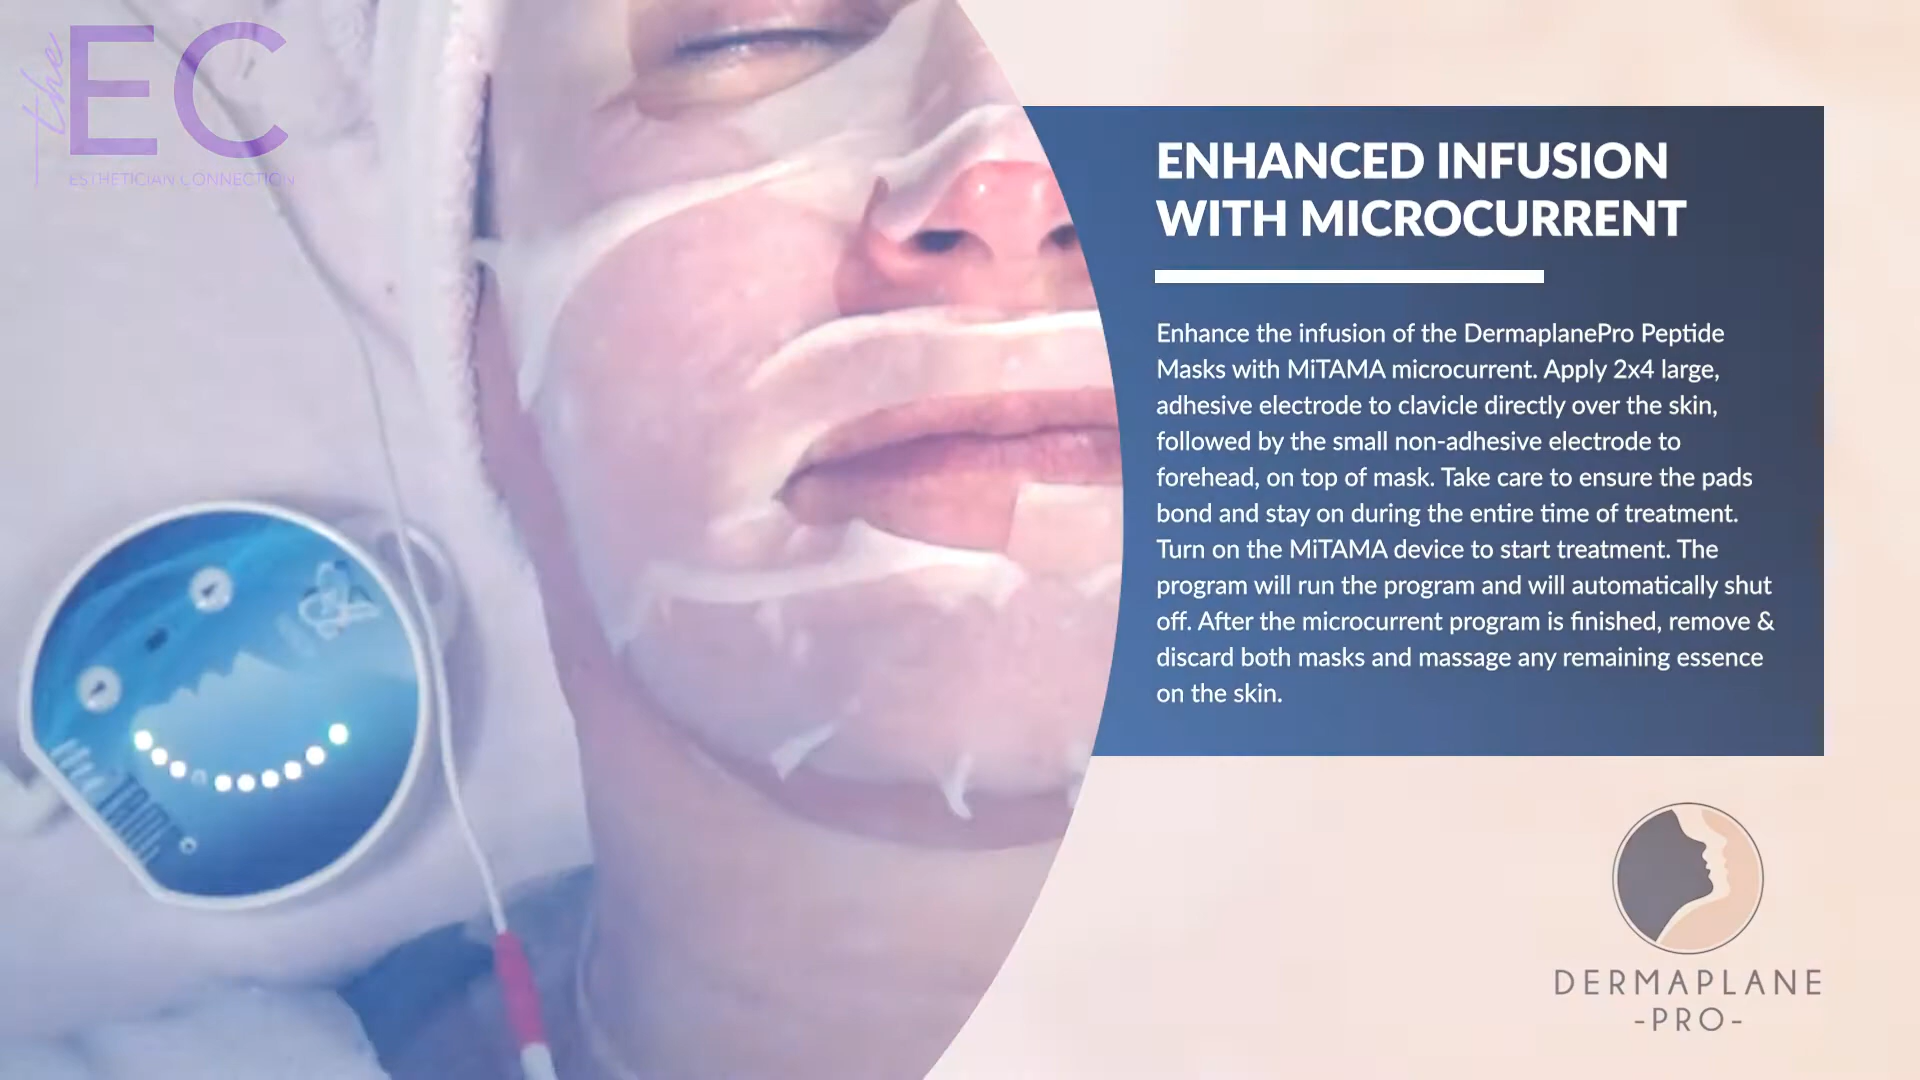 the
EC
ESTHETICIAN CONNECTION
ENHANCED INFUSION
WITH MICROCURRENT
Enhance the infusion of the DermaplanePro Peptide
Masks with MiTAMA microcurrent. Apply 2x4 large,
adhesive electrode to clavicle directly over the skin,
followed by the small non-adhesive electrode to
forehead, on top of mask. Take care to ensure the pads
bond and stay on during the entire time of treatment.
Turn on the MiTAMA device to start treatment. The
program will run the program and will automatically shut
off. After the microcurrent program is finished, remove &
discard both masks and massage any remaining essence
on the skin.
DERMAPLANE
-PRO-